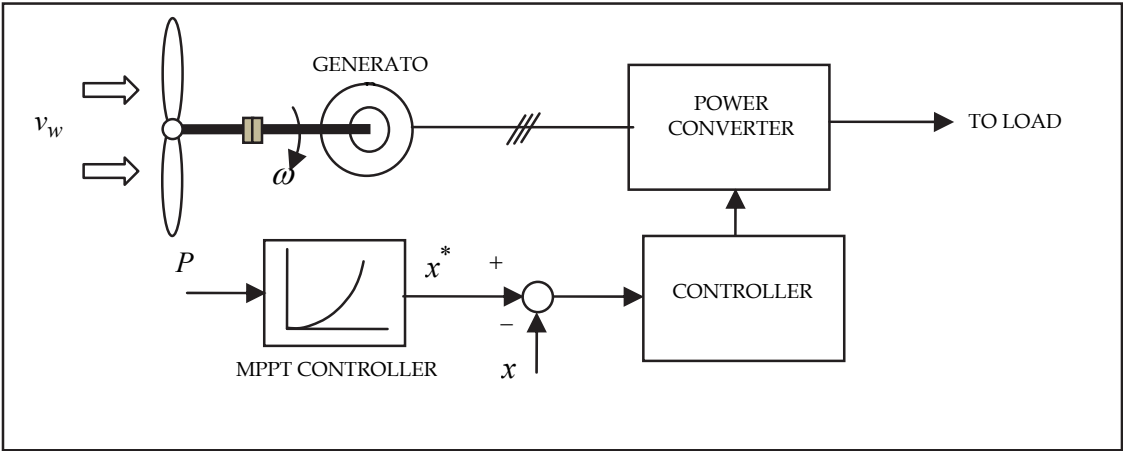 GENERATO
POWER
CONVERTER
TO LOAD
v_w
ω
P
x*
+
CONTROLLER
−
MPPT CONTROLLER
x